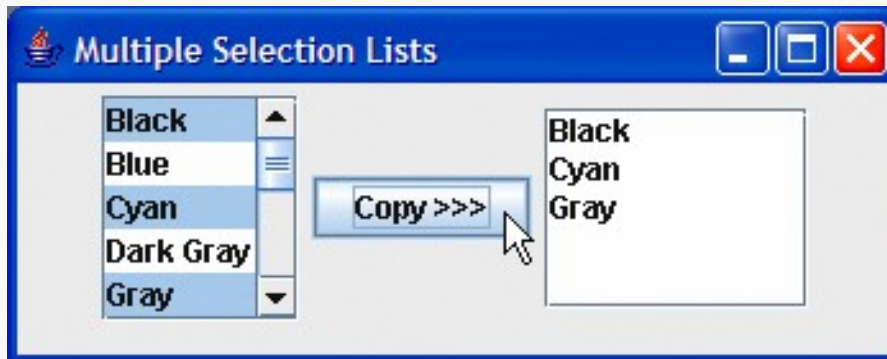 Multiple Selection Lists
Black
Blue
Cyan
Dark Gray
Gray
Copy >>>
Black
Cyan
Gray